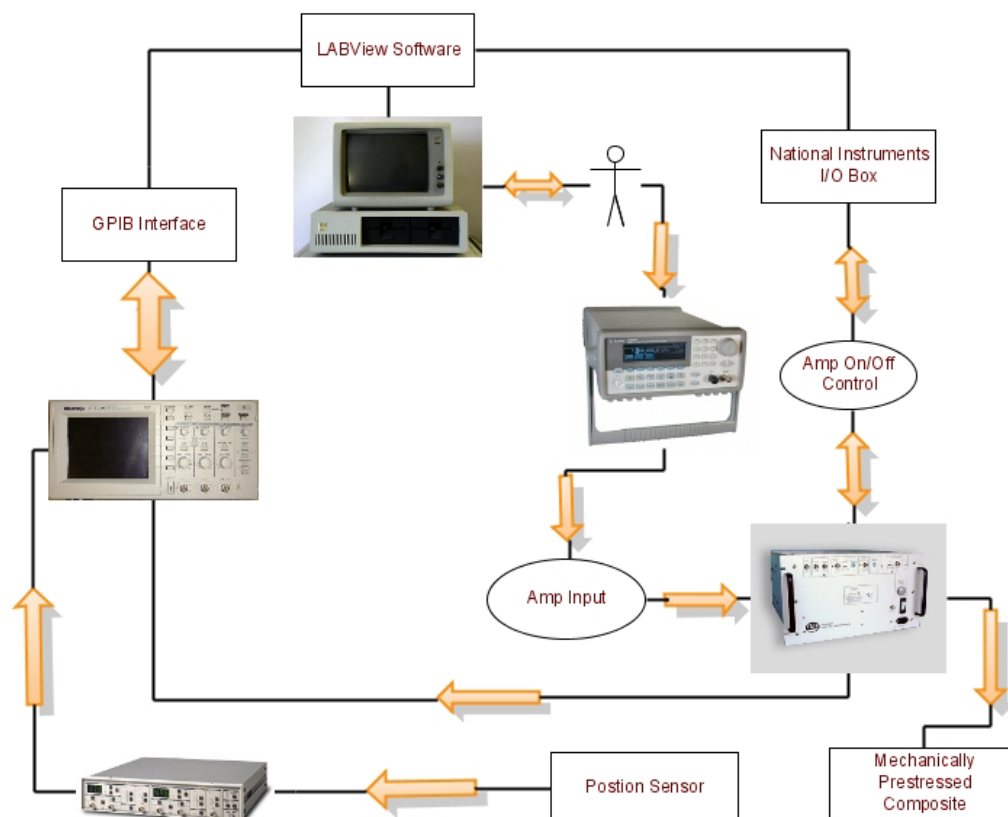 LABView Software
National Instruments
I/O Box
GPIB Interface
Amp On/Off
Control
Amp Input
Postion Sensor
Mechanically
Prestressed
Composite